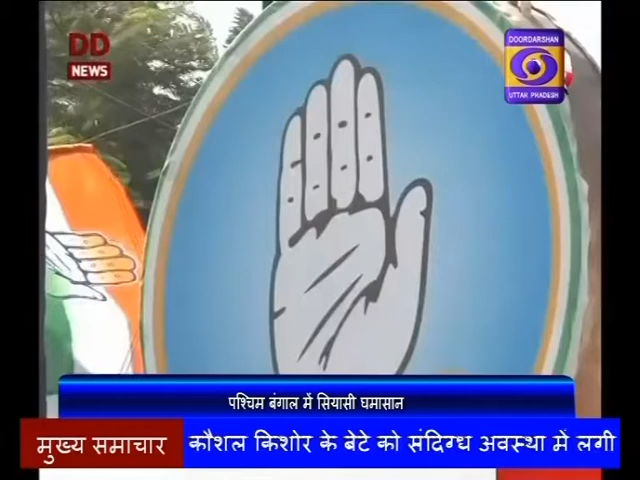 DD
NEWS
DOORDARSHAN
UTTAR PRADESH
पश्चिम बंगाल में सियासी घमासान
मुख्य समाचार
कौशल किशोर के बेटे को संदिग्ध अवस्था में लगी